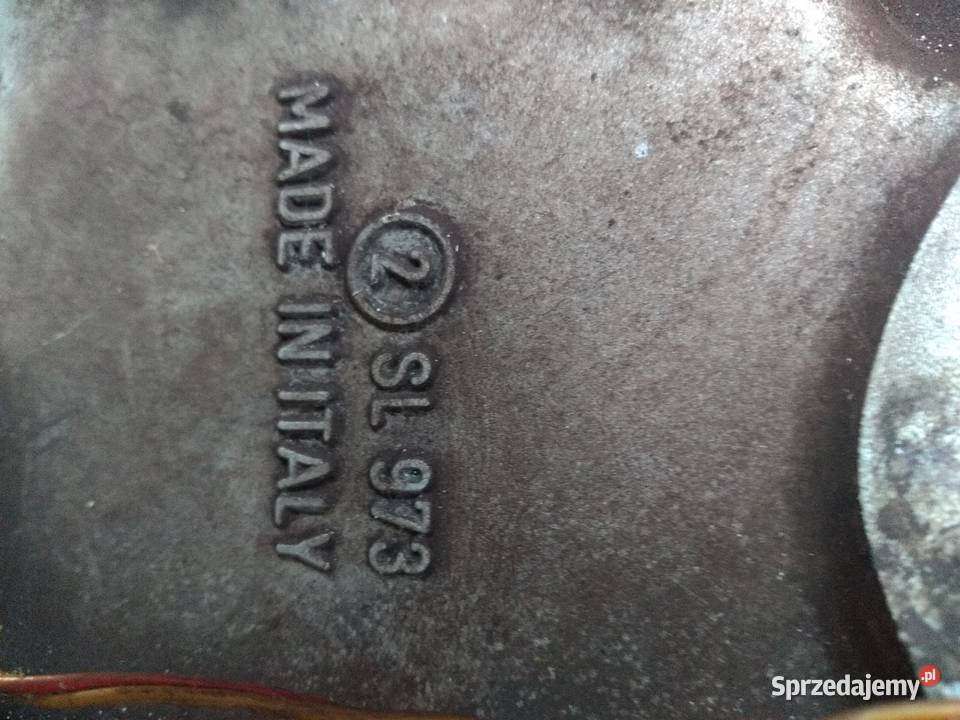 ② SL 973
MADE IN ITALY
Sprzedajemy.pl